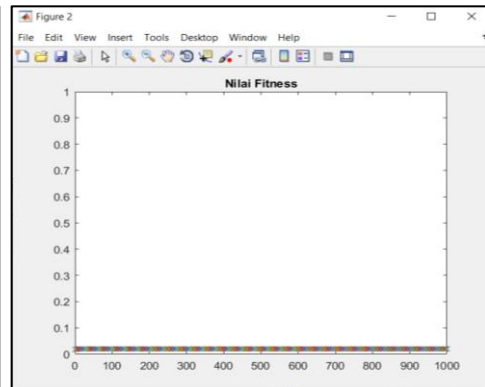 Figure 2
File Edit View Insert Tools Desktop Window Help
Nilai Fitness
1
0.9
0.8
0.7
0.6
0.5
0.4
0.3
0.2
0.1
0
0 100 200 300 400 500 600 700 800 900 1000